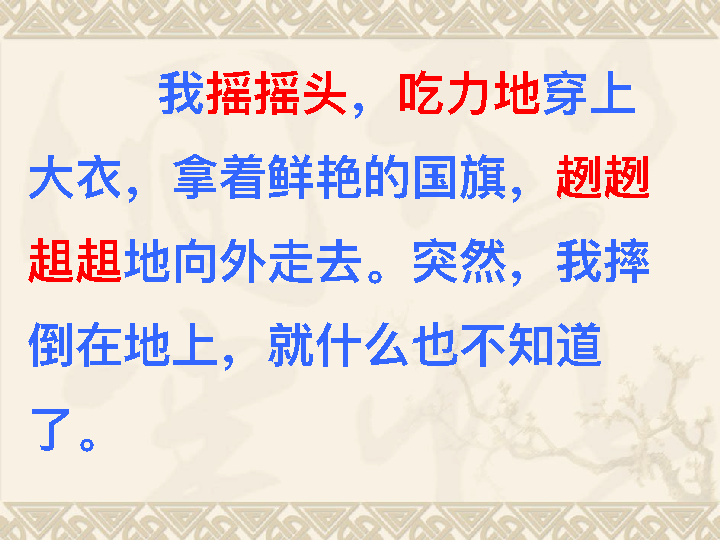 我摇摇头，吃力地穿上
大衣，拿着鲜艳的国旗，趔趔
趄趄地向外走去。突然，我摔
倒在地上，就什么也不知道
了。